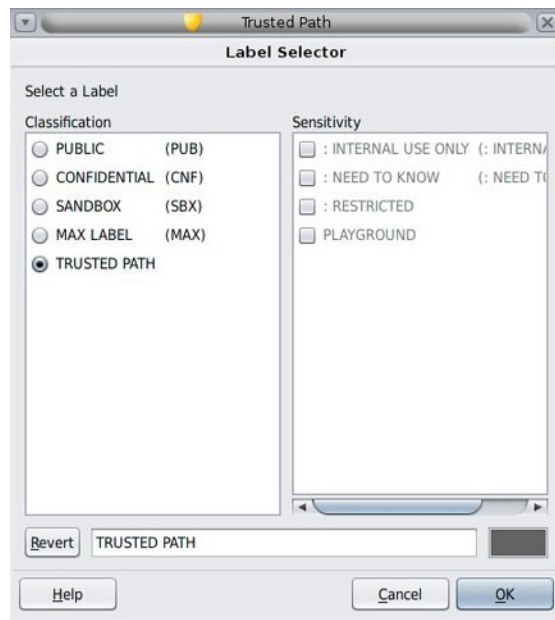 Trusted Path
Label Selector
Select a Label
Classification
PUBLIC (PUB)
CONFIDENTIAL (CNF)
SANDBOX (SBX)
MAX LABEL (MAX)
TRUSTED PATH
Sensitivity
: INTERNAL USE ONLY (: INTERNA
: NEED TO KNOW (: NEED TO
: RESTRICTED
PLAYGROUND
Revert TRUSTED PATH
Help Cancel OK